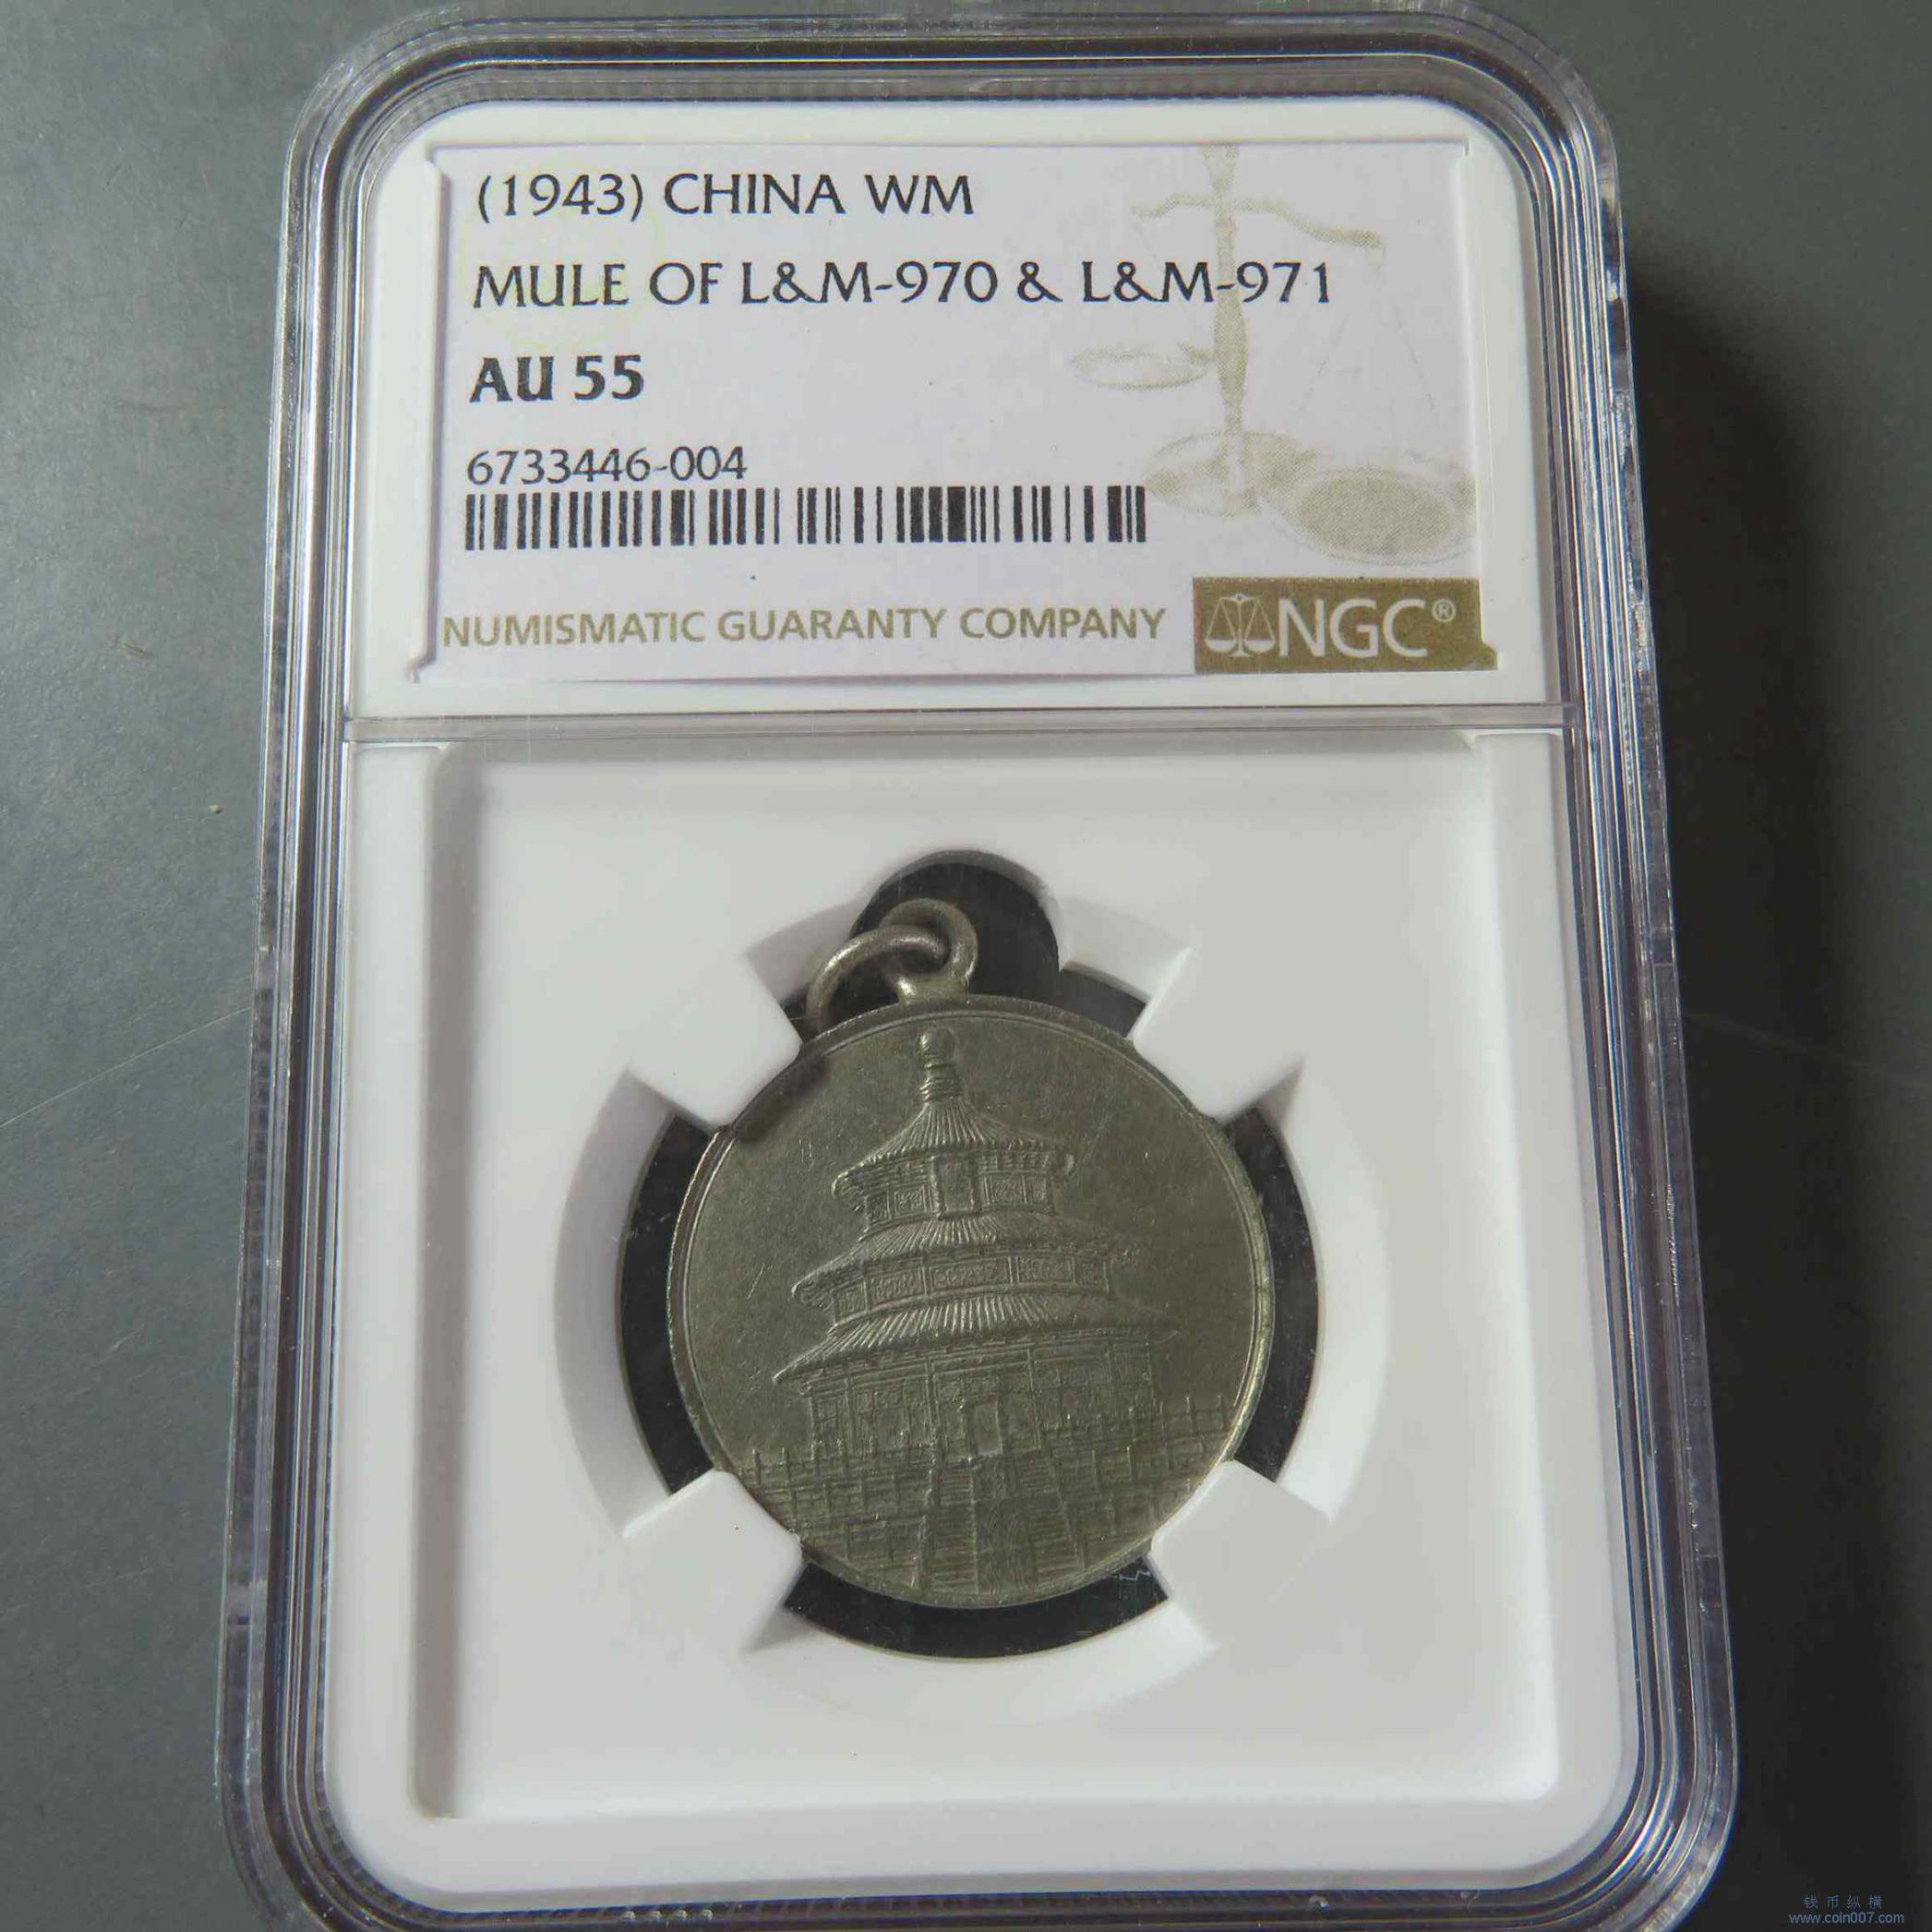 (1943) CHINA WM
MULE OF L&M-970 & L&M-971
AU 55
6733446-004
NUMISMATIC GUARANTY COMPANY
NGC®
钱币纵横
www.coin007.com